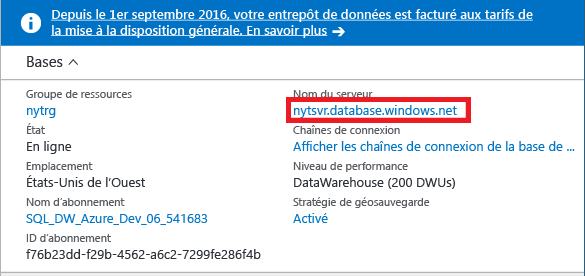 Depuis le 1er septembre 2016, votre entrepôt de données est facturé aux tarifs de
la mise à la disposition générale. En savoir plus →
Bases
Groupe de ressources
nytrg
Nom du serveur
nytsvr.database.windows.net
État
En ligne
Chaînes de connexion
Afficher les chaînes de connexion de la base de ...
Emplacement
États-Unis de l'Ouest
Niveau de performance
DataWarehouse (200 DWUs)
Nom d'abonnement
SQL_DW_Azure_Dev_06_541683
Stratégie de géosauvegarde
Activé
ID d'abonnement
f76b23dd-f29b-4562-a6c2-7299fe286f4b